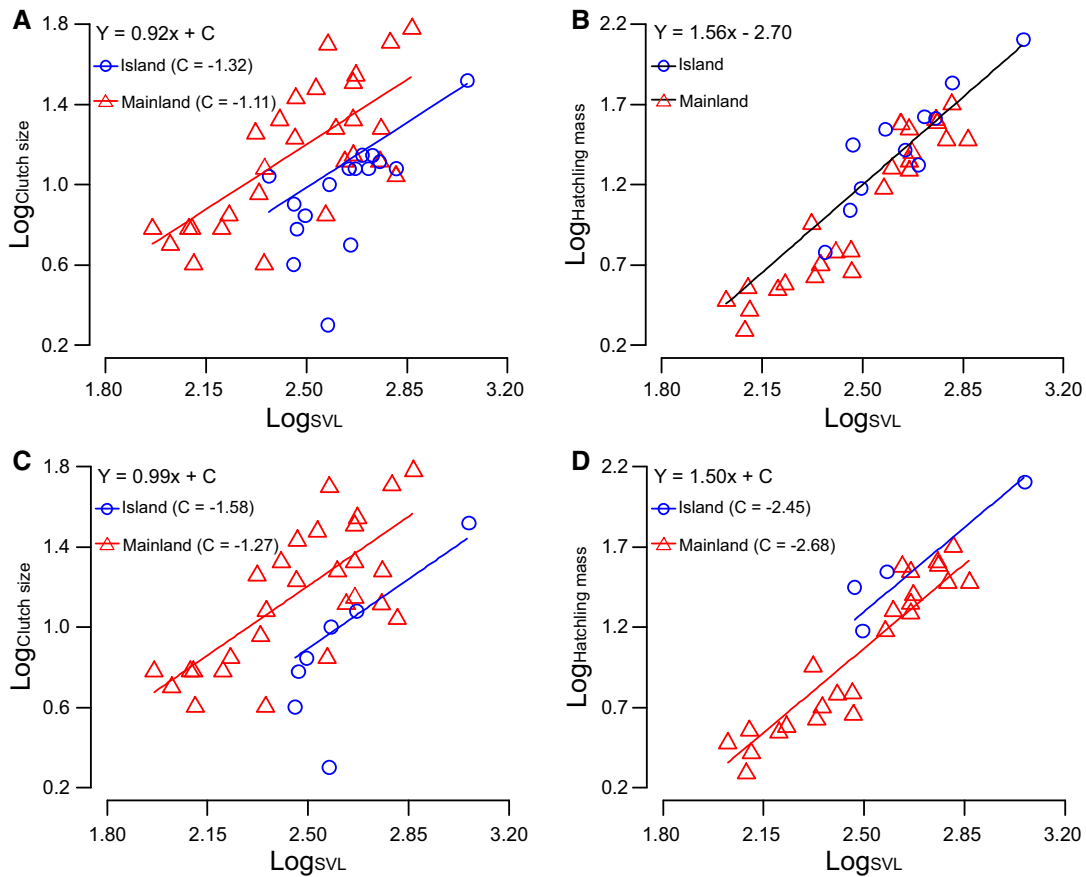 A
Y = 0.92x + C
Island (C = -1.32)
Mainland (C = -1.11)
LogClutch size
1.8
1.4
1.0
0.6
0.2
1.80 2.15 2.50 2.85 3.20
LogSVL
B
Y = 1.56x - 2.70
Island
Mainland
LogHatchling mass
2.2
1.7
1.2
0.7
0.2
1.80 2.15 2.50 2.85 3.20
LogSVL
C
Y = 0.99x + C
Island (C = -1.58)
Mainland (C = -1.27)
LogClutch size
1.8
1.4
1.0
0.6
0.2
1.80 2.15 2.50 2.85 3.20
LogSVL
D
Y = 1.50x + C
Island (C = -2.45)
Mainland (C = -2.68)
LogHatchling mass
2.2
1.7
1.2
0.7
0.2
1.80 2.15 2.50 2.85 3.20
LogSVL